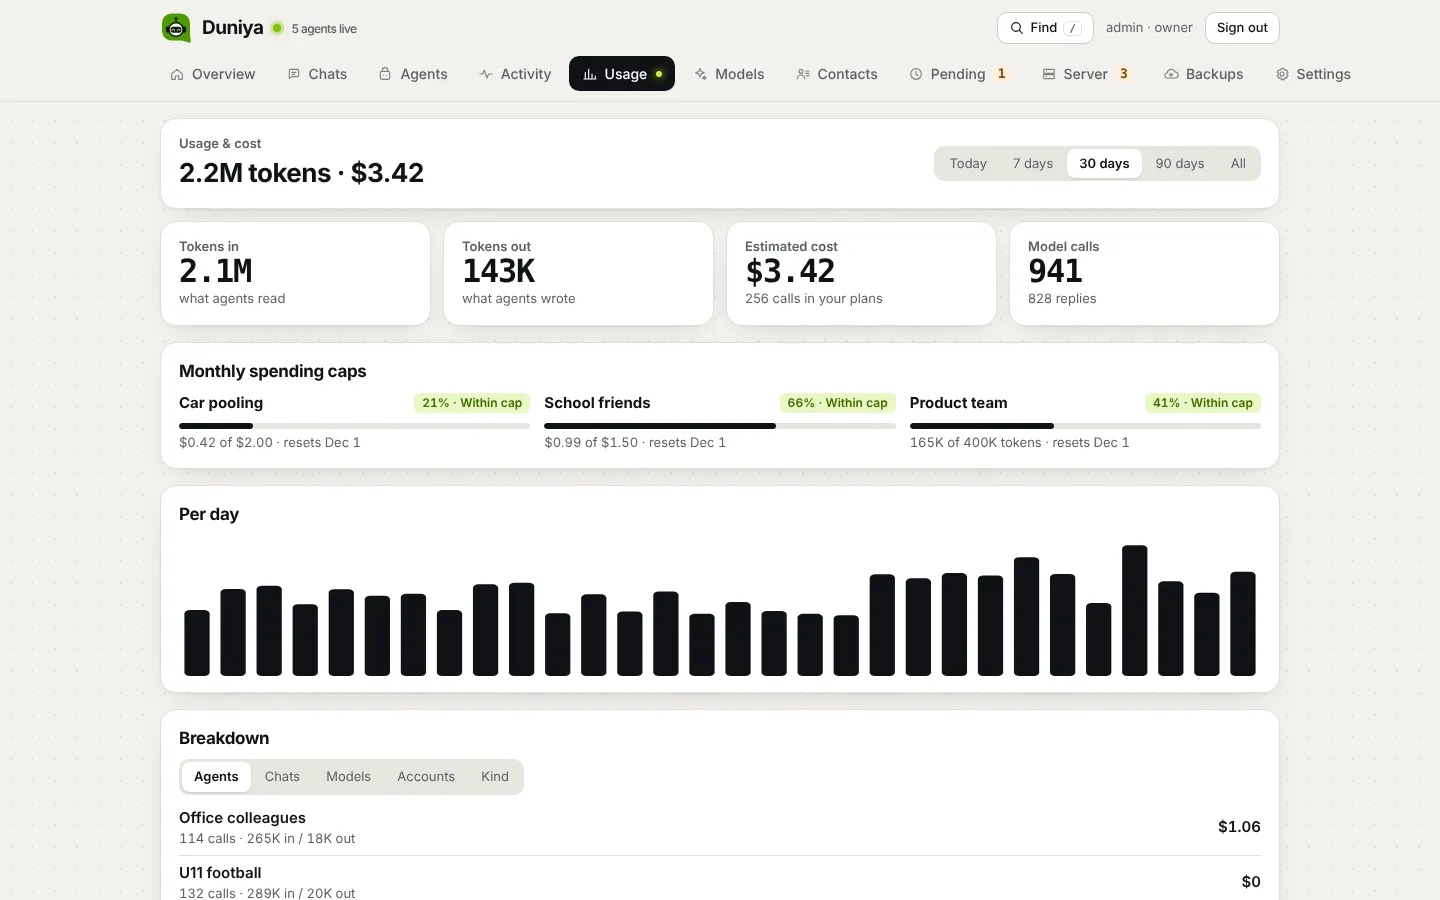 Duniya
5 agents live
Find /
admin · owner
Sign out
Overview
Chats
Agents
Activity
Usage
Models
Contacts
Pending 1
Server 3
Backups
Settings
Usage & cost
2.2M tokens · $3.42
Today
7 days
30 days
90 days
All
Tokens in
2.1M
what agents read
Tokens out
143K
what agents wrote
Estimated cost
$3.42
256 calls in your plans
Model calls
941
828 replies
Monthly spending caps
Car pooling
21% · Within cap
$0.42 of $2.00 · resets Dec 1
School friends
66% · Within cap
$0.99 of $1.50 · resets Dec 1
Product team
41% · Within cap
165K of 400K tokens · resets Dec 1
Per day
Breakdown
Agents
Chats
Models
Accounts
Kind
Office colleagues
114 calls · 265K in / 18K out
$1.06
U11 football
132 calls · 289K in / 20K out
$0